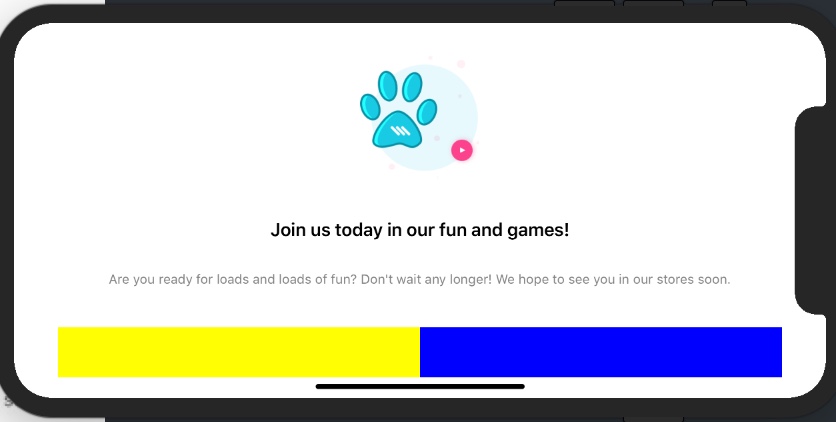 Join us today in our fun and games!
Are you ready for loads and loads of fun? Don't wait any longer! We hope to see you in our stores soon.